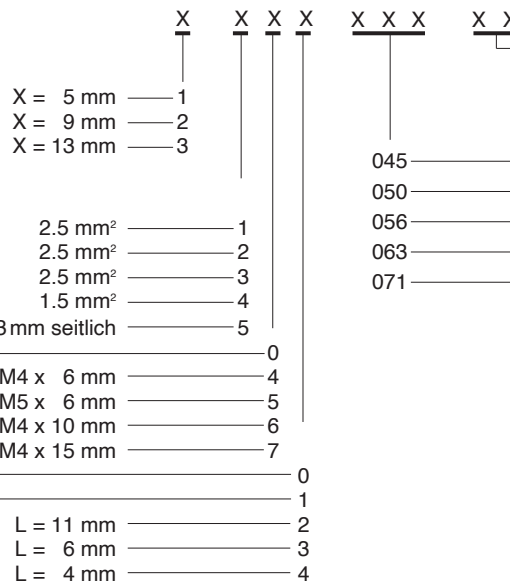 X X X X X X X X X
X = 5 mm 1
X = 9 mm 2
X = 13 mm 3
045
050
056
063
071
2.5 mm² 1
2.5 mm² 2
2.5 mm² 3
1.5 mm² 4
3 mm seitlich 5
0
M4 x 6 mm 4
M5 x 6 mm 5
M4 x 10 mm 6
M4 x 15 mm 7
0
1
L = 11 mm 2
L = 6 mm 3
L = 4 mm 4